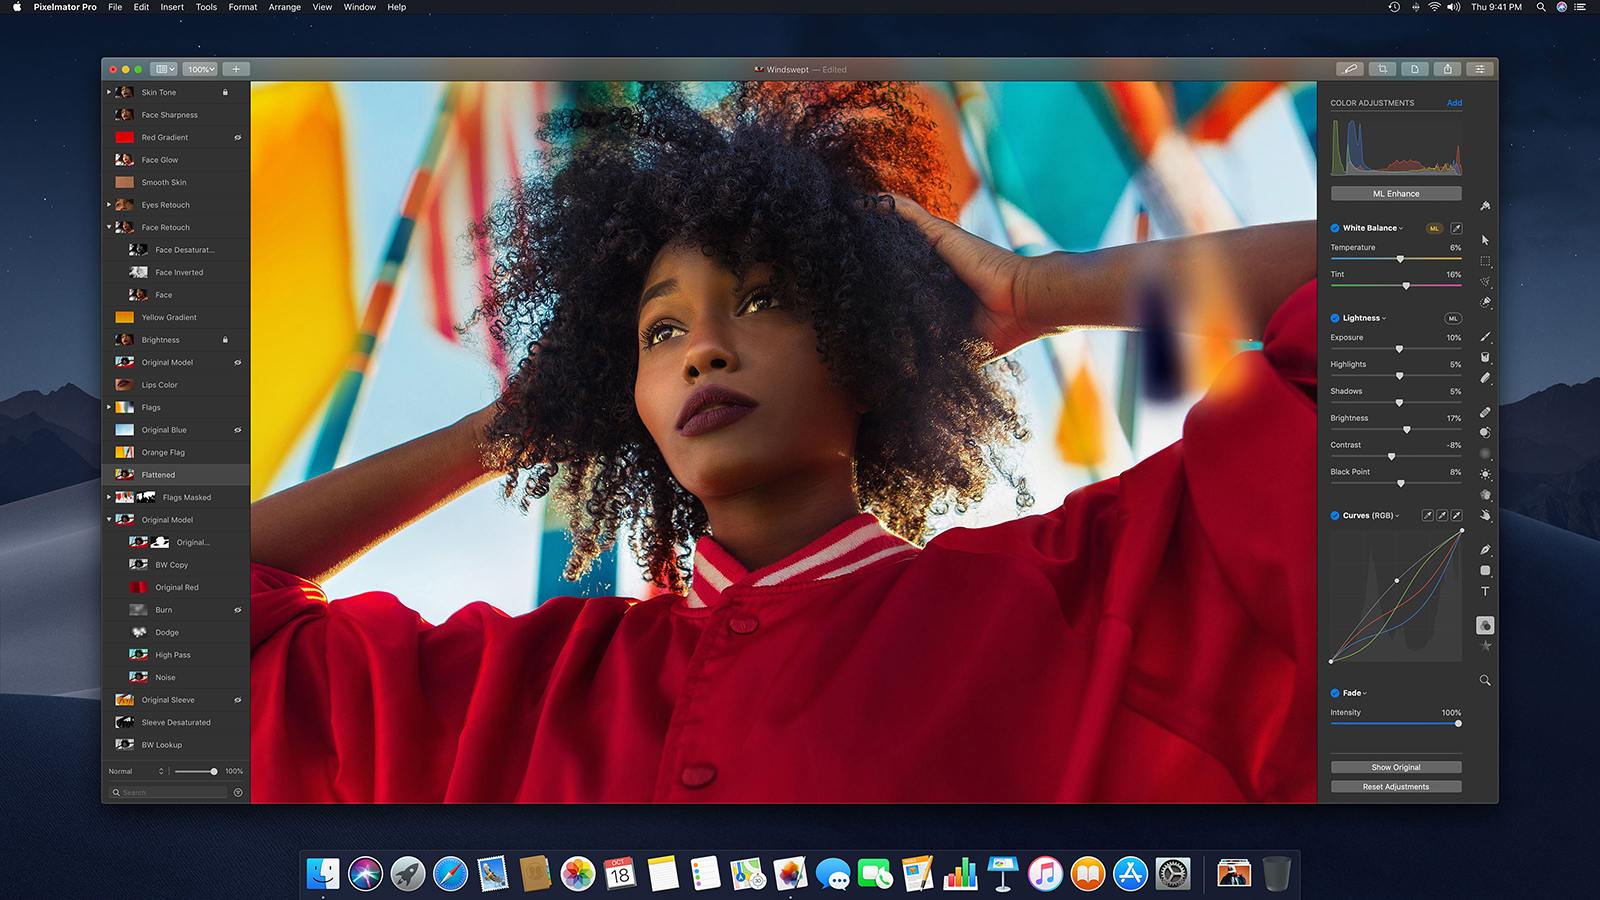 Pixelmator Pro File Edit Insert Tools Format Arrange View Window Help Thu 9:41 PM
100% Windswept — Edited
Skin Tone
Face Sharpness
Red Gradient
Face Glow
Smooth Skin
Eyes Retouch
Face Retouch
Face Desaturat...
Face Inverted
Face
Yellow Gradient
Brightness
Original Model
Lips Color
Flags
Original Blue
Orange Flag
Flattened
Flags Masked
Original Model
Original...
BW Copy
Original Red
Burn
Dodge
High Pass
Noise
Original Sleeve
Sleeve Desaturated
BW Lookup
Normal 100%
Search
COLOR ADJUSTMENTS Add
ML Enhance
White Balance ML
Temperature 6%
Tint 16%
Lightness ML
Exposure 10%
Highlights 5%
Shadows 5%
Brightness 17%
Contrast -8%
Black Point 8%
Curves (RGB)
T
Fade
Intensity 100%
Show Original
Reset Adjustments
OCT
18